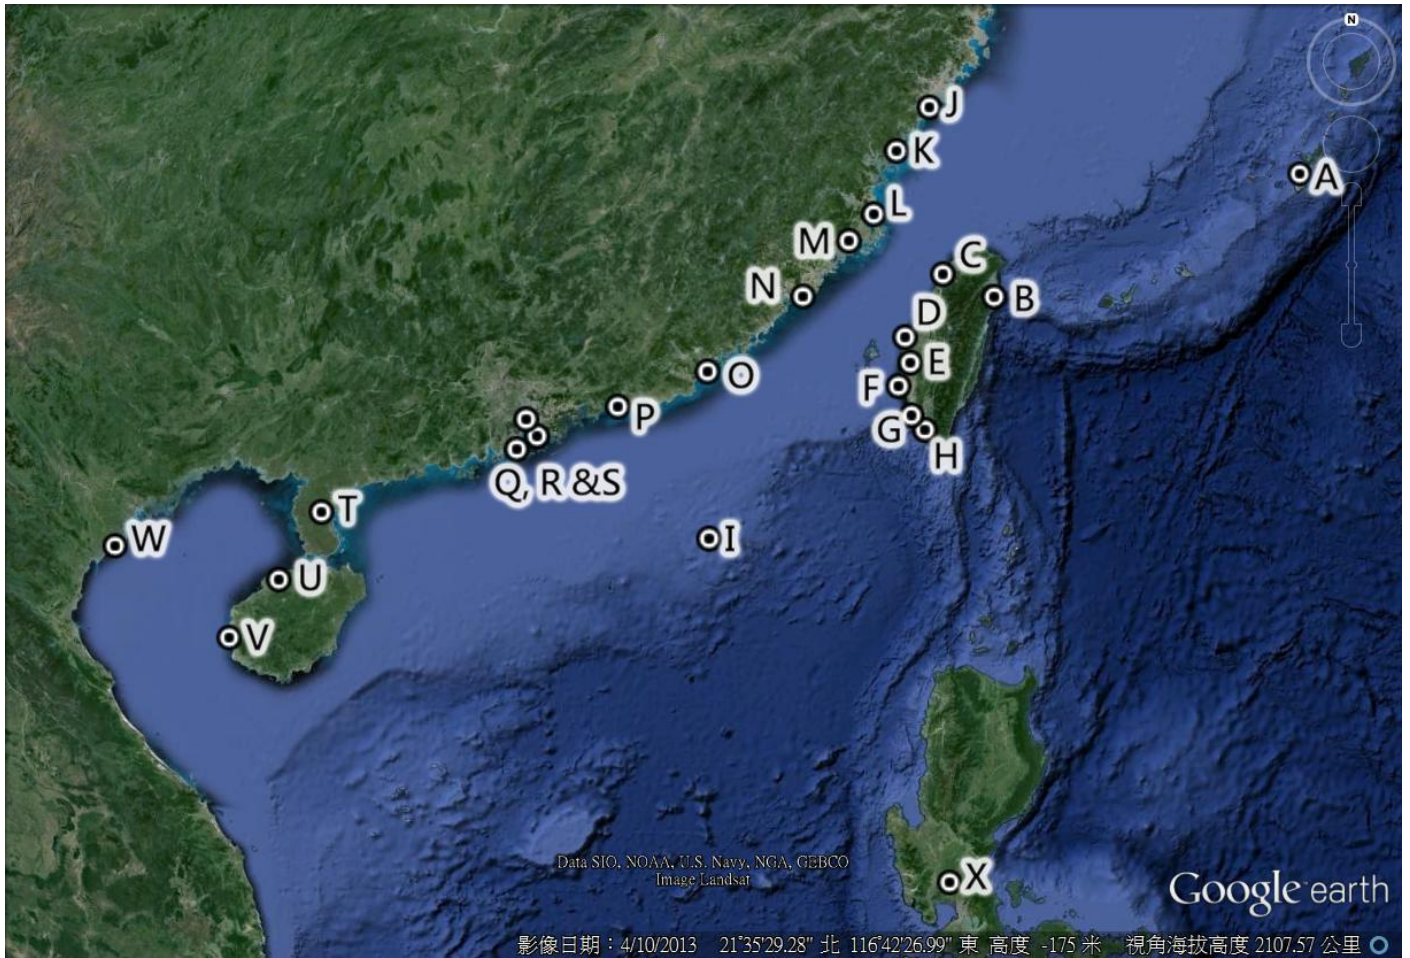 N
J
K
A
L
M
C
N
B
D
E
O
F
P
G
H
Q, R &S
T
I
W
U
V
X
Data SIO, NOAA, U.S. Navy, NGA, GEBCO
Image Landsat
Google earth
影像日期：4/10/2013 21°35'29.28" 北 116°42'26.99" 東 高度 -175 米 視角海拔高度 2107.57 公里